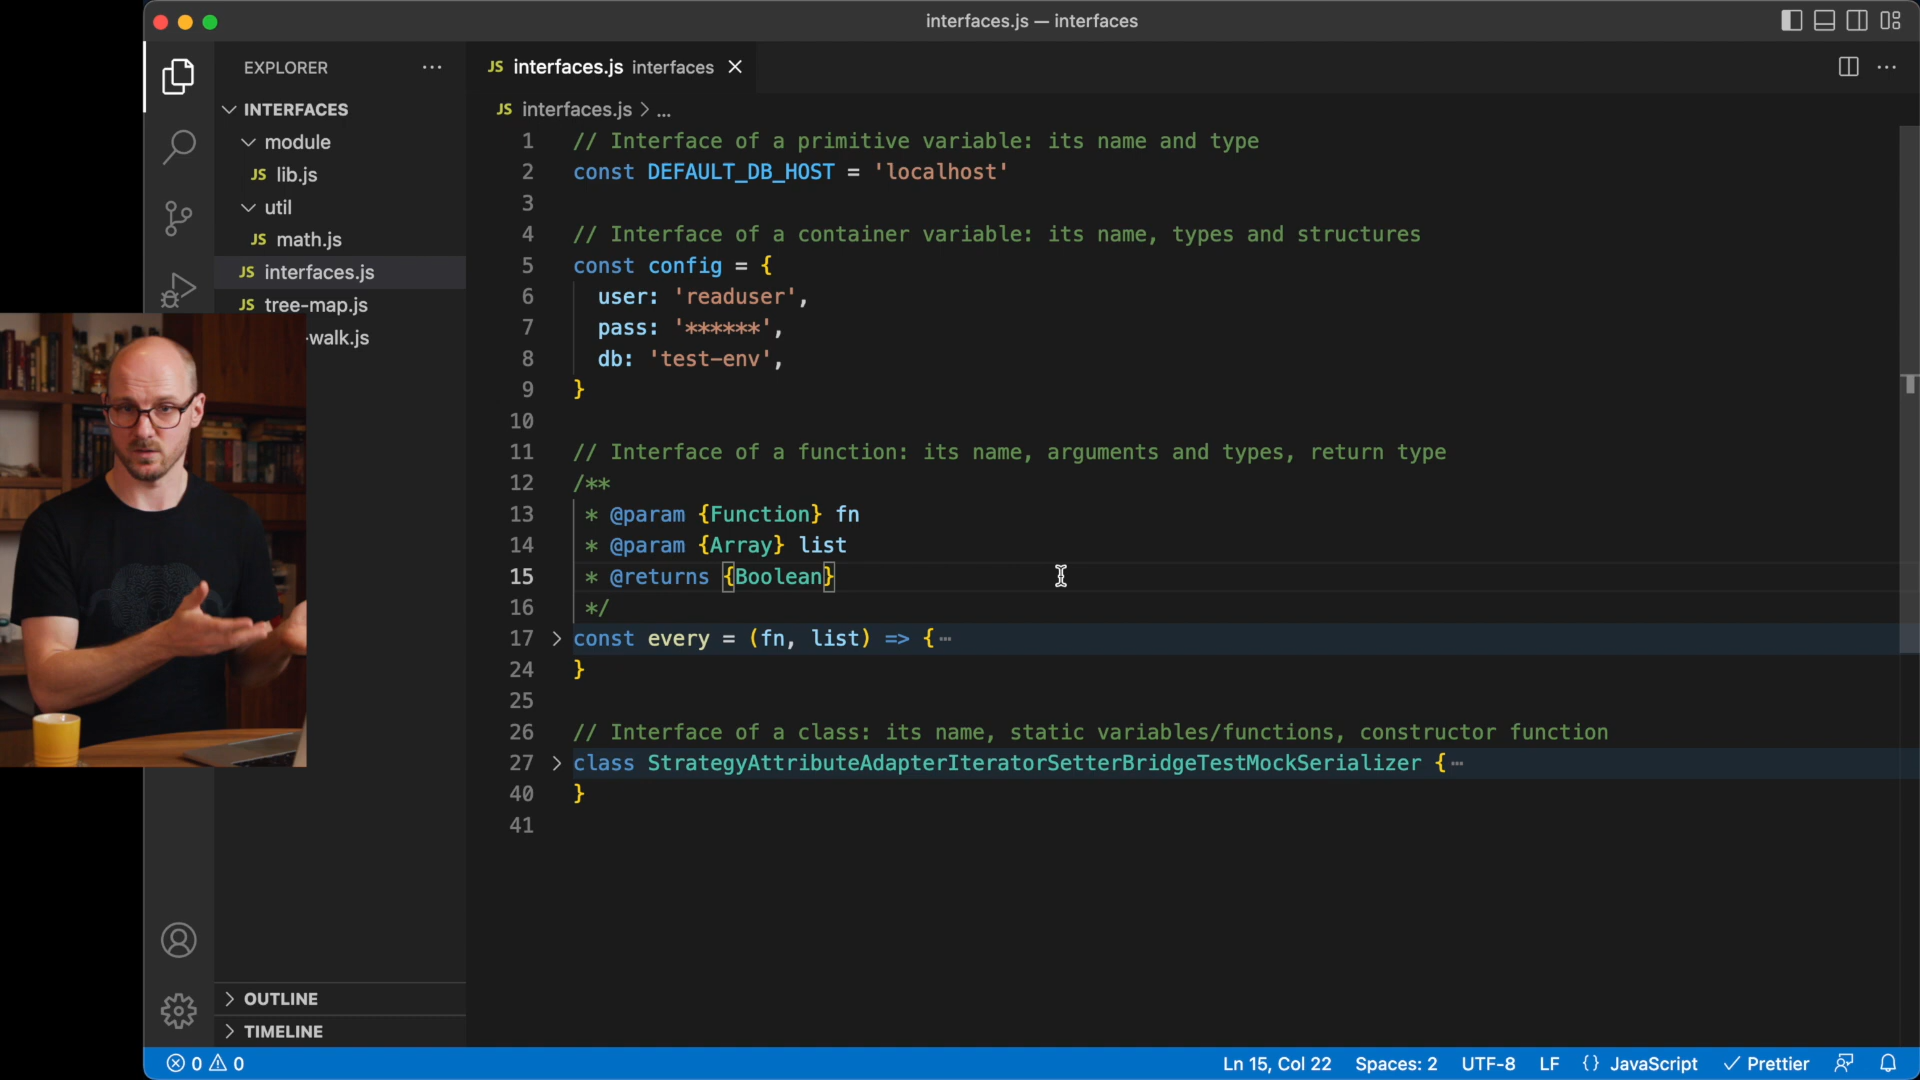 interfaces.js — interfaces
EXPLORER
INTERFACES
module
JS lib.js
util
JS math.js
JS interfaces.js
JS tree-map.js
-walk.js
OUTLINE
TIMELINE
JS interfaces.js interfaces
JS interfaces.js > ...
1 // Interface of a primitive variable: its name and type
2 const DEFAULT_DB_HOST = 'localhost'
3
4 // Interface of a container variable: its name, types and structures
5 const config = {
6 user: 'readuser',
7 pass: '******',
8 db: 'test-env',
9 }
10
11 // Interface of a function: its name, arguments and types, return type
12 /**
13 * @param {Function} fn
14 * @param {Array} list
15 * @returns {Boolean}
16 */
17 const every = (fn, list) => {…
24 }
25
26 // Interface of a class: its name, static variables/functions, constructor function
27 class StrategyAttributeAdapterIteratorSetterBridgeTestMockSerializer {…
40 }
41
0 0
Ln 15, Col 22 Spaces: 2 UTF-8 LF {} JavaScript Prettier